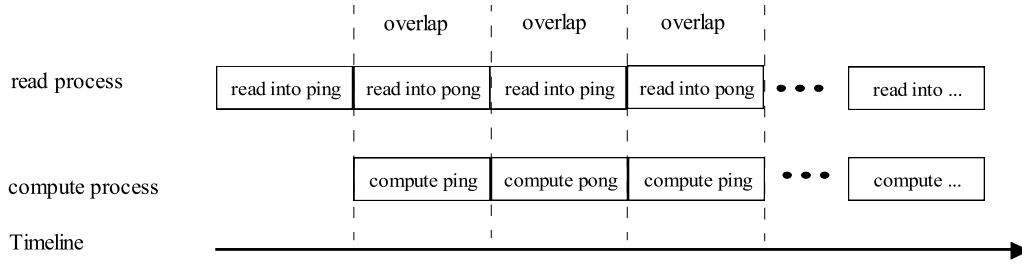 overlap overlap overlap
read process read into ping read into pong read into ping read into pong ••• read into ...
compute process compute ping compute pong compute ping ••• compute ...
Timeline